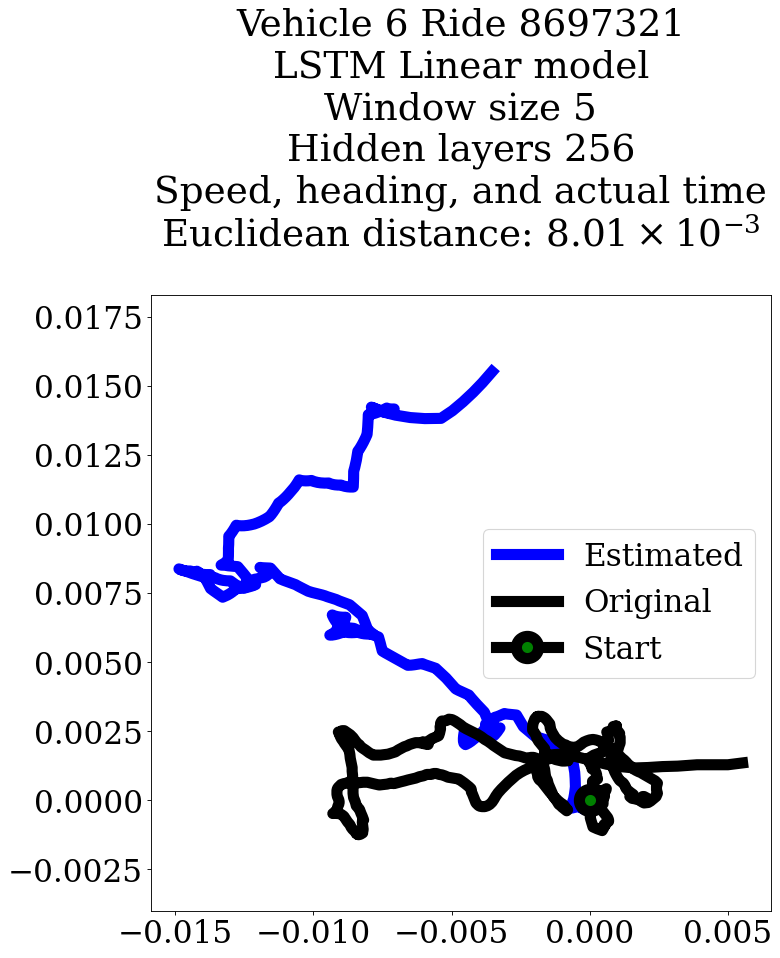 Vehicle 6 Ride 8697321
LSTM Linear model
Window size 5
Hidden layers 256
Speed, heading, and actual time
Euclidean distance: 8.01 × 10⁻³
0.0175
0.0150
0.0125
0.0100
0.0075
0.0050
0.0025
0.0000
−0.0025
Estimated
Original
Start
−0.015 −0.010 −0.005 0.000 0.005